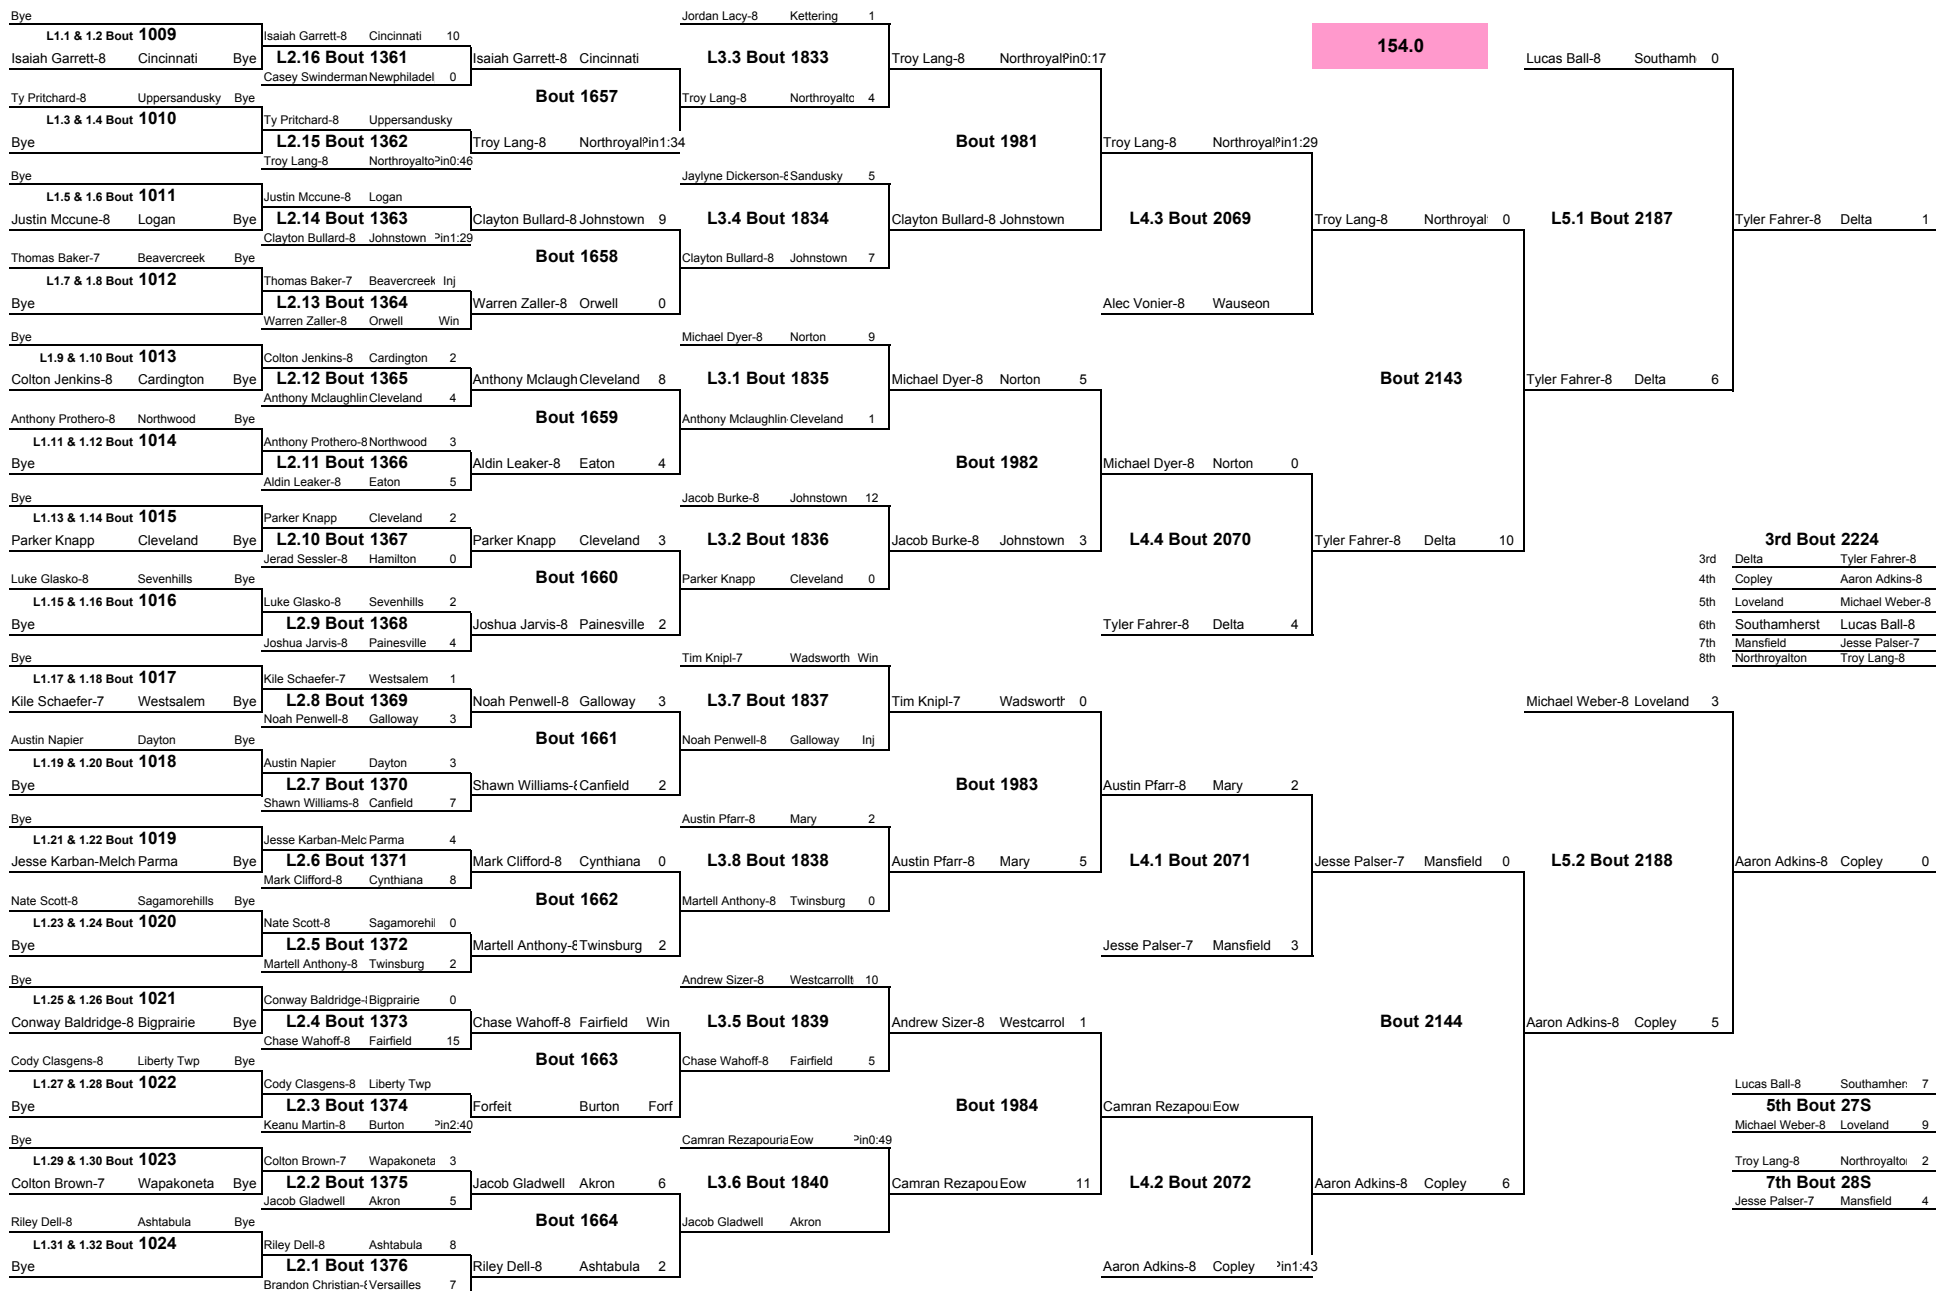 Bye
L1.1 & 1.2 Bout 1009
Isaiah Garrett-8 Cincinnati Bye
Ty Pritchard-8 Uppersandusky Bye
L1.3 & 1.4 Bout 1010
Bye
Bye
L1.5 & 1.6 Bout 1011
Justin Mccune-8 Logan Bye
Thomas Baker-7 Beavercreek Bye
L1.7 & 1.8 Bout 1012
Bye
Bye
L1.9 & 1.10 Bout 1013
Colton Jenkins-8 Cardington Bye
Anthony Prothero-8 Northwood Bye
L1.11 & 1.12 Bout 1014
Bye
Bye
L1.13 & 1.14 Bout 1015
Parker Knapp Cleveland Bye
Luke Glasko-8 Sevenhills Bye
L1.15 & 1.16 Bout 1016
Bye
Bye
L1.17 & 1.18 Bout 1017
Kile Schaefer-7 Westsalem Bye
Austin Napier Dayton Bye
L1.19 & 1.20 Bout 1018
Bye
Bye
L1.21 & 1.22 Bout 1019
Jesse Karban-Melch Parma Bye
Nate Scott-8 Sagamorehills Bye
L1.23 & 1.24 Bout 1020
Bye
Bye
L1.25 & 1.26 Bout 1021
Conway Baldridge-8 Bigprairie Bye
Cody Clasgens-8 Liberty Twp Bye
L1.27 & 1.28 Bout 1022
Bye
Bye
L1.29 & 1.30 Bout 1023
Colton Brown-7 Wapakoneta Bye
Riley Dell-8 Ashtabula Bye
L1.31 & 1.32 Bout 1024
Bye
Isaiah Garrett-8 Cincinnati 10
L2.16 Bout 1361
Casey Swinderman Newphiladel 0
Ty Pritchard-8 Uppersandusky
L2.15 Bout 1362
Troy Lang-8 Northroyalto Pin0:46
Justin Mccune-8 Logan
L2.14 Bout 1363
Clayton Bullard-8 Johnstown Pin1:29
Thomas Baker-7 Beavercreek Inj
L2.13 Bout 1364
Warren Zaller-8 Orwell Win
Colton Jenkins-8 Cardington 2
L2.12 Bout 1365
Anthony Mclaughlin Cleveland 4
Anthony Prothero-8 Northwood 3
L2.11 Bout 1366
Aldin Leaker-8 Eaton 5
Parker Knapp Cleveland 2
L2.10 Bout 1367
Jerad Sessler-8 Hamilton 0
Luke Glasko-8 Sevenhills 2
L2.9 Bout 1368
Joshua Jarvis-8 Painesville 4
Kile Schaefer-7 Westsalem 1
L2.8 Bout 1369
Noah Penwell-8 Galloway 3
Austin Napier Dayton 3
L2.7 Bout 1370
Shawn Williams-8 Canfield 7
Jesse Karban-Melc Parma 4
L2.6 Bout 1371
Mark Clifford-8 Cynthiana 8
Nate Scott-8 Sagamorehil 0
L2.5 Bout 1372
Martell Anthony-8 Twinsburg 2
Conway Baldridge- Bigprairie 0
L2.4 Bout 1373
Chase Wahoff-8 Fairfield 15
Cody Clasgens-8 Liberty Twp
L2.3 Bout 1374
Keanu Martin-8 Burton Pin2:40
Colton Brown-7 Wapakoneta 3
L2.2 Bout 1375
Jacob Gladwell Akron 5
Riley Dell-8 Ashtabula 8
L2.1 Bout 1376
Brandon Christian- Versailles 7
Isaiah Garrett-8 Cincinnati
Bout 1657
Troy Lang-8 Northroyal Pin1:34
Clayton Bullard-8 Johnstown 9
Bout 1658
Warren Zaller-8 Orwell 0
Anthony Mclaugh Cleveland 8
Bout 1659
Aldin Leaker-8 Eaton 4
Parker Knapp Cleveland 3
Bout 1660
Joshua Jarvis-8 Painesville 2
Noah Penwell-8 Galloway 3
Bout 1661
Shawn Williams- Canfield 2
Mark Clifford-8 Cynthiana 0
Bout 1662
Martell Anthony- Twinsburg 2
Chase Wahoff-8 Fairfield Win
Bout 1663
Forfeit Burton Forf
Jacob Gladwell Akron 6
Bout 1664
Riley Dell-8 Ashtabula 2
Jordan Lacy-8 Kettering 1
L3.3 Bout 1833
Troy Lang-8 Northroyalto 4
Jaylyne Dickerson-8 Sandusky 5
L3.4 Bout 1834
Clayton Bullard-8 Johnstown 7
Michael Dyer-8 Norton 9
L3.1 Bout 1835
Anthony Mclaughlin Cleveland 1
Jacob Burke-8 Johnstown 12
L3.2 Bout 1836
Parker Knapp Cleveland 0
Tim Knipl-7 Wadsworth Win
L3.7 Bout 1837
Noah Penwell-8 Galloway Inj
Austin Pfarr-8 Mary 2
L3.8 Bout 1838
Martell Anthony-8 Twinsburg 0
Andrew Sizer-8 Westcarrollt 10
L3.5 Bout 1839
Chase Wahoff-8 Fairfield 5
Camran Rezapouria Eow Pin0:49
L3.6 Bout 1840
Jacob Gladwell Akron
Troy Lang-8 Northroyal Pin0:17
Bout 1981
Clayton Bullard-8 Johnstown
Michael Dyer-8 Norton 5
Bout 1982
Jacob Burke-8 Johnstown 3
Tim Knipl-7 Wadsworth 0
Bout 1983
Austin Pfarr-8 Mary 5
Andrew Sizer-8 Westcarrol 1
Bout 1984
Camran Rezapou Eow 11
Troy Lang-8 Northroyal Pin1:29
L4.3 Bout 2069
Alec Vonier-8 Wauseon
Michael Dyer-8 Norton 0
L4.4 Bout 2070
Tyler Fahrer-8 Delta 4
Austin Pfarr-8 Mary 2
L4.1 Bout 2071
Jesse Palser-7 Mansfield 3
Camran Rezapou Eow
L4.2 Bout 2072
Aaron Adkins-8 Copley Pin1:43
154.0
Troy Lang-8 Northroyal 0
Bout 2143
Tyler Fahrer-8 Delta 10
Jesse Palser-7 Mansfield 0
Bout 2144
Aaron Adkins-8 Copley 6
Lucas Ball-8 Southamh 0
L5.1 Bout 2187
Tyler Fahrer-8 Delta 6
Michael Weber-8 Loveland 3
L5.2 Bout 2188
Aaron Adkins-8 Copley 5
Tyler Fahrer-8 Delta 1
3rd Bout 2224
3rd Delta Tyler Fahrer-8
4th Copley Aaron Adkins-8
5th Loveland Michael Weber-8
6th Southamherst Lucas Ball-8
7th Mansfield Jesse Palser-7
8th Northroyalton Troy Lang-8
Aaron Adkins-8 Copley 0
Lucas Ball-8 Southamher 7
5th Bout 27S
Michael Weber-8 Loveland 9
Troy Lang-8 Northroyalto 2
7th Bout 28S
Jesse Palser-7 Mansfield 4